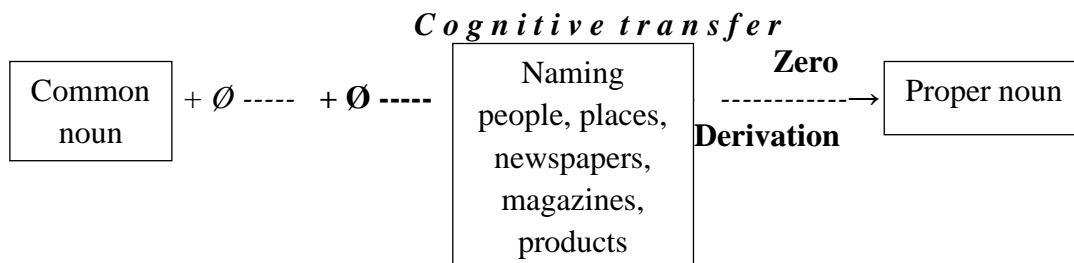 Cognitive transfer
Common
noun
+ Ø -----
+ Ø -----
Naming
people, places,
newspapers,
magazines,
products
Zero
------------→
Derivation
Proper noun